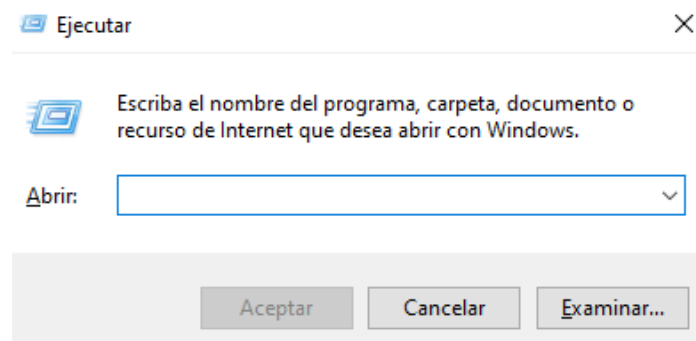 Ejecutar
Escriba el nombre del programa, carpeta, documento o
recurso de Internet que desea abrir con Windows.
Abrir:
Aceptar Cancelar Examinar...